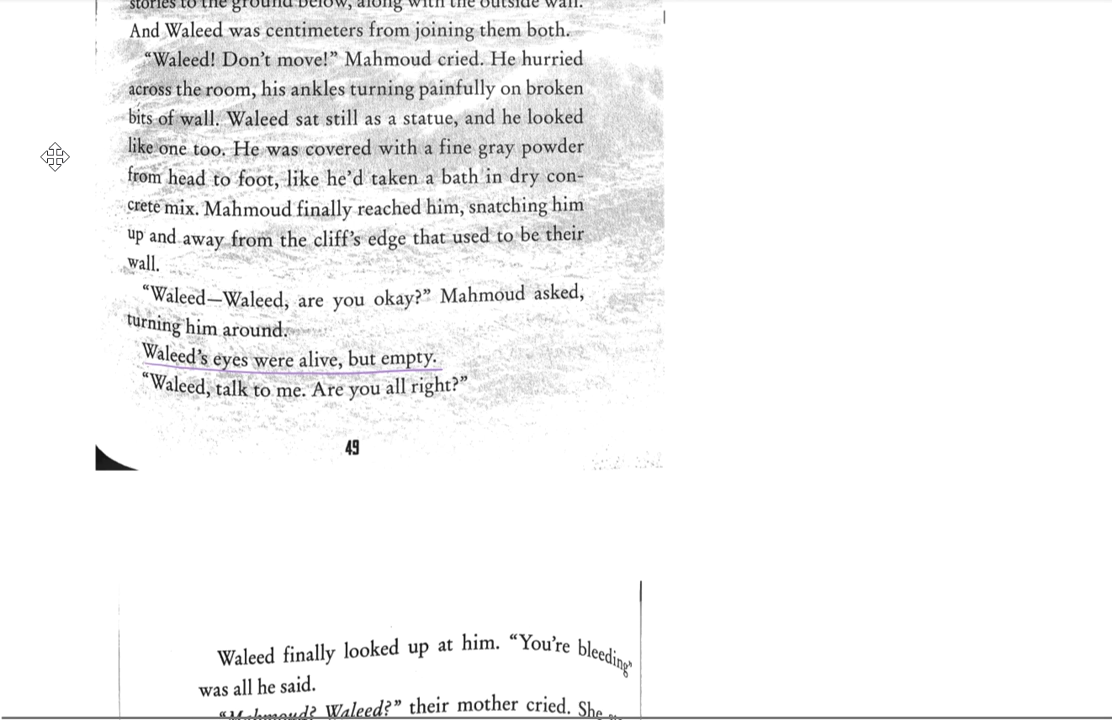 stories to the ground below, along with the outside wall.
And Waleed was centimeters from joining them both.
“Waleed! Don’t move!” Mahmoud cried. He hurried
across the room, his ankles turning painfully on broken
bits of wall. Waleed sat still as a statue, and he looked
like one too. He was covered with a fine gray powder
from head to foot, like he’d taken a bath in dry con-
crete mix. Mahmoud finally reached him, snatching him
up and away from the cliff’s edge that used to be their
wall.
“Waleed—Waleed, are you okay?” Mahmoud asked,
turning him around.
Waleed’s eyes were alive, but empty.
“Waleed, talk to me. Are you all right?”
49
Waleed finally looked up at him. “You’re bleeding”
was all he said.
“Mahmoud? Waleed?” their mother cried. She